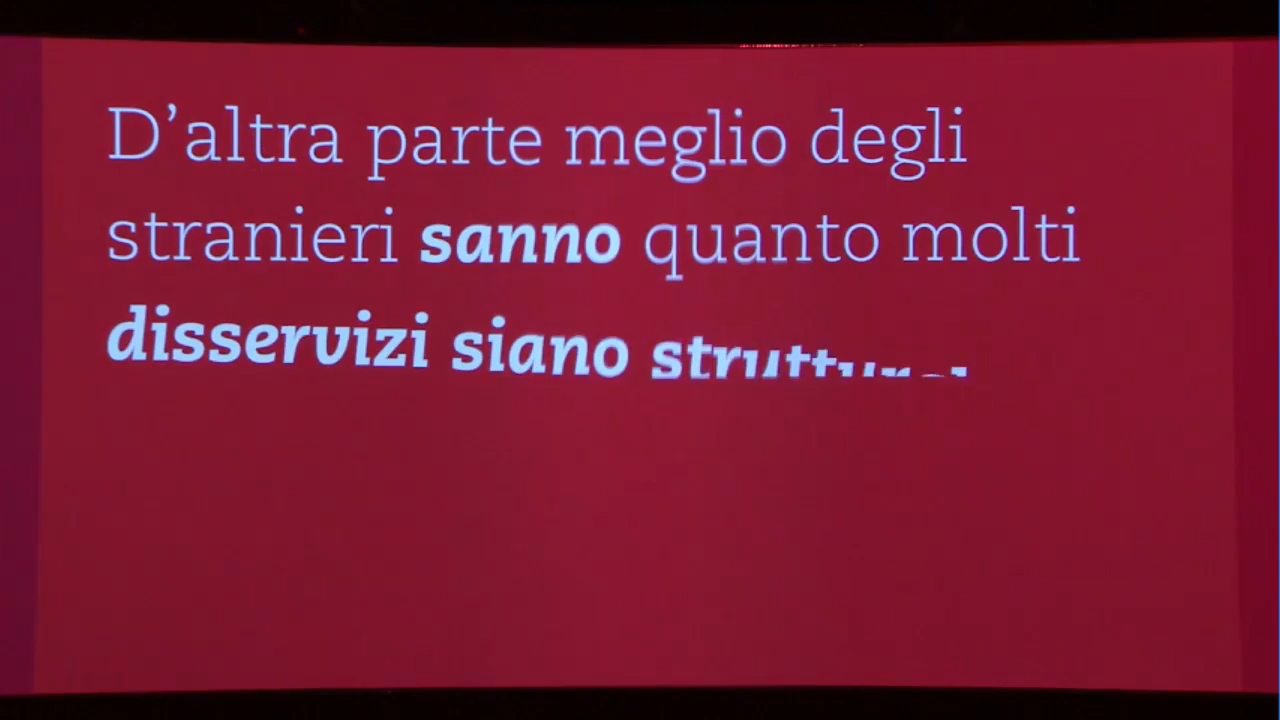 D’altra parte meglio degli
stranieri sanno quanto molti
disservizi siano